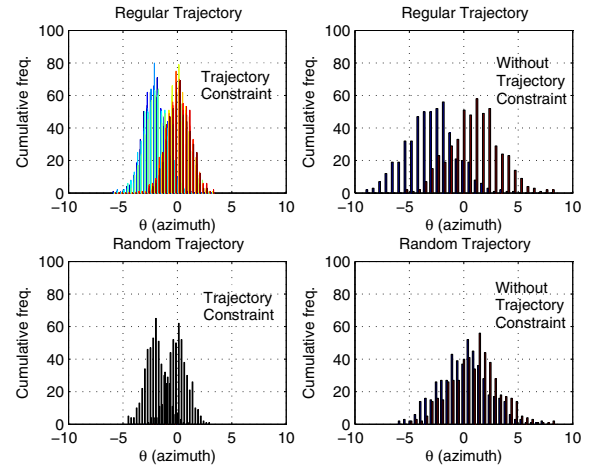 Regular Trajectory
100
80
60
40
20
0
Cumulative freq.
Trajectory
Constraint
−10
−5
0
5
10
θ (azimuth)
Regular Trajectory
100
80
60
40
20
0
Cumulative freq.
Without
Trajectory
Constraint
−10
−5
0
5
10
θ (azimuth)
Random Trajectory
100
80
60
40
20
0
Cumulative freq.
Trajectory
Constraint
−10
−5
0
5
10
θ (azimuth)
Random Trajectory
100
80
60
40
20
0
Cumulative freq.
Without
Trajectory
Constraint
−10
−5
0
5
10
θ (azimuth)